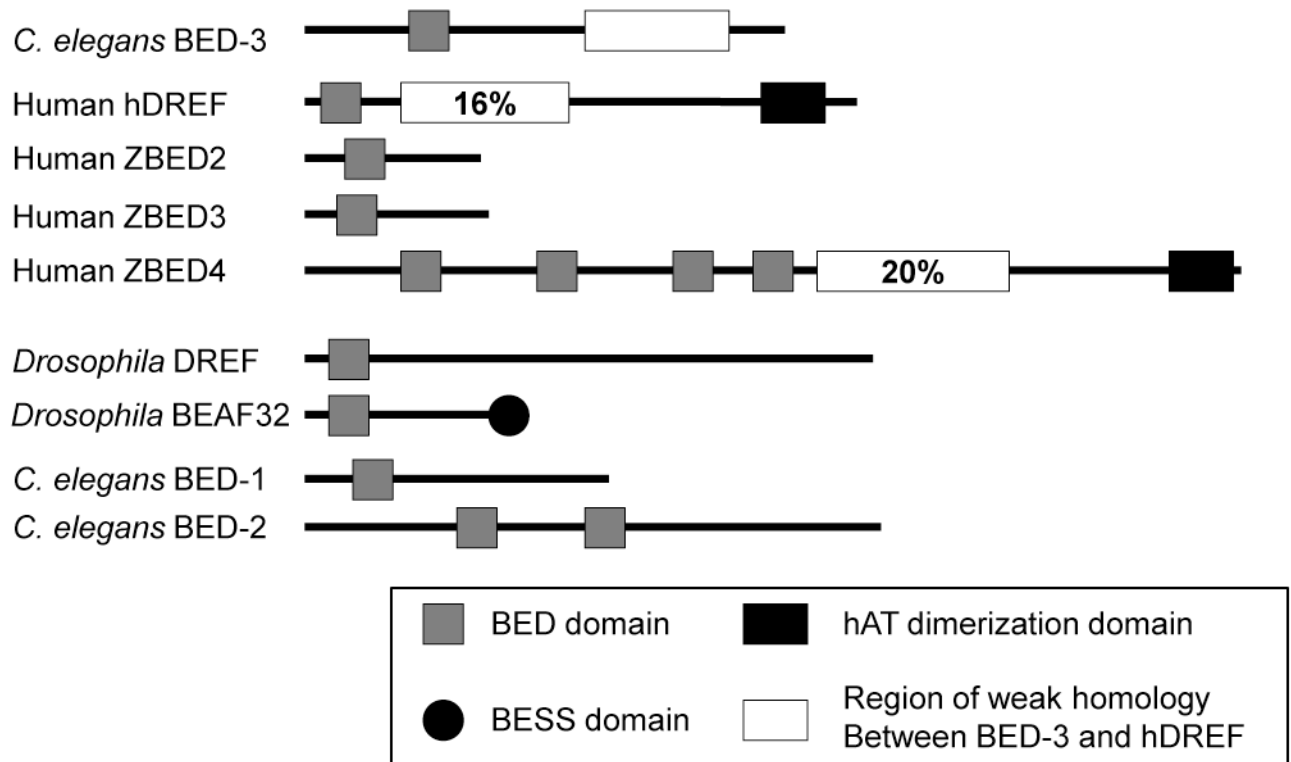 C. elegans BED-3
Human hDREF
16%
Human ZBED2
Human ZBED3
Human ZBED4
20%
Drosophila DREF
Drosophila BEAF32
C. elegans BED-1
C. elegans BED-2
BED domain
hAT dimerization domain
BESS domain
Region of weak homology
Between BED-3 and hDREF